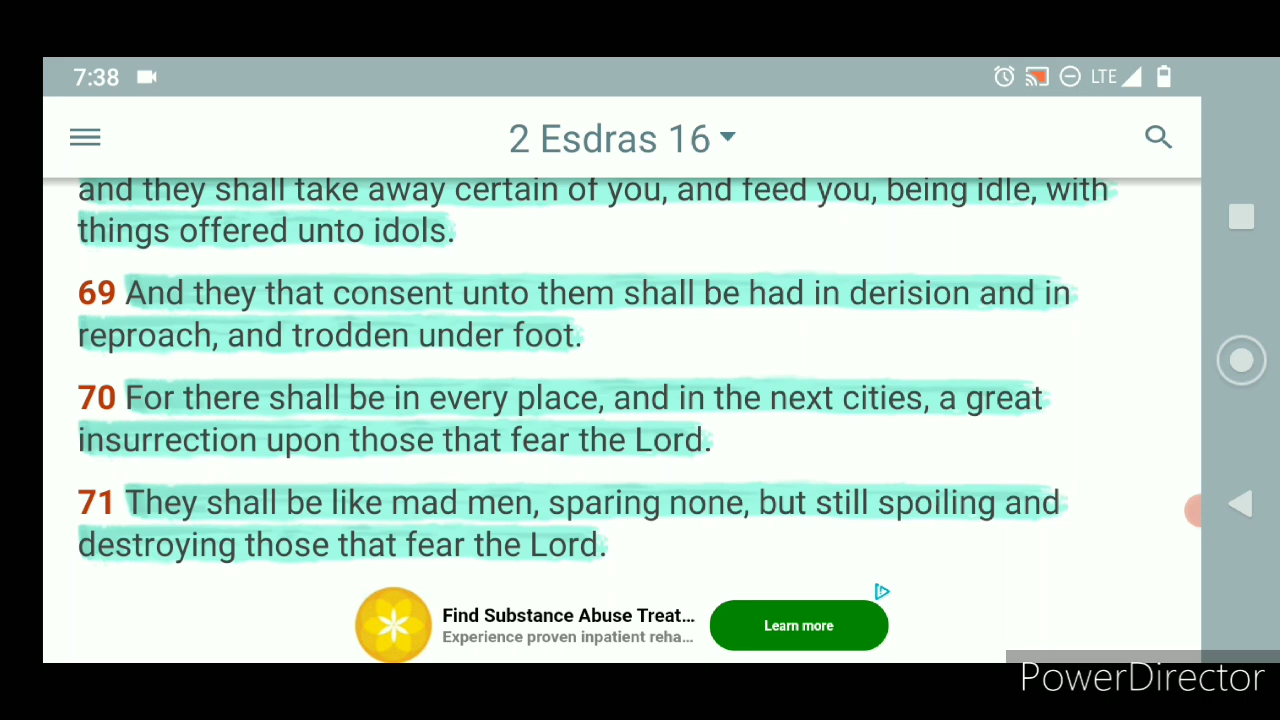 7:38
LTE
2 Esdras 16
and they shall take away certain of you, and feed you, being idle, with
things offered unto idols.
69 And they that consent unto them shall be had in derision and in
reproach, and trodden under foot.
70 For there shall be in every place, and in the next cities, a great
insurrection upon those that fear the Lord.
71 They shall be like mad men, sparing none, but still spoiling and
destroying those that fear the Lord.
Find Substance Abuse Treat...
Experience proven inpatient reha...
Learn more
PowerDirector